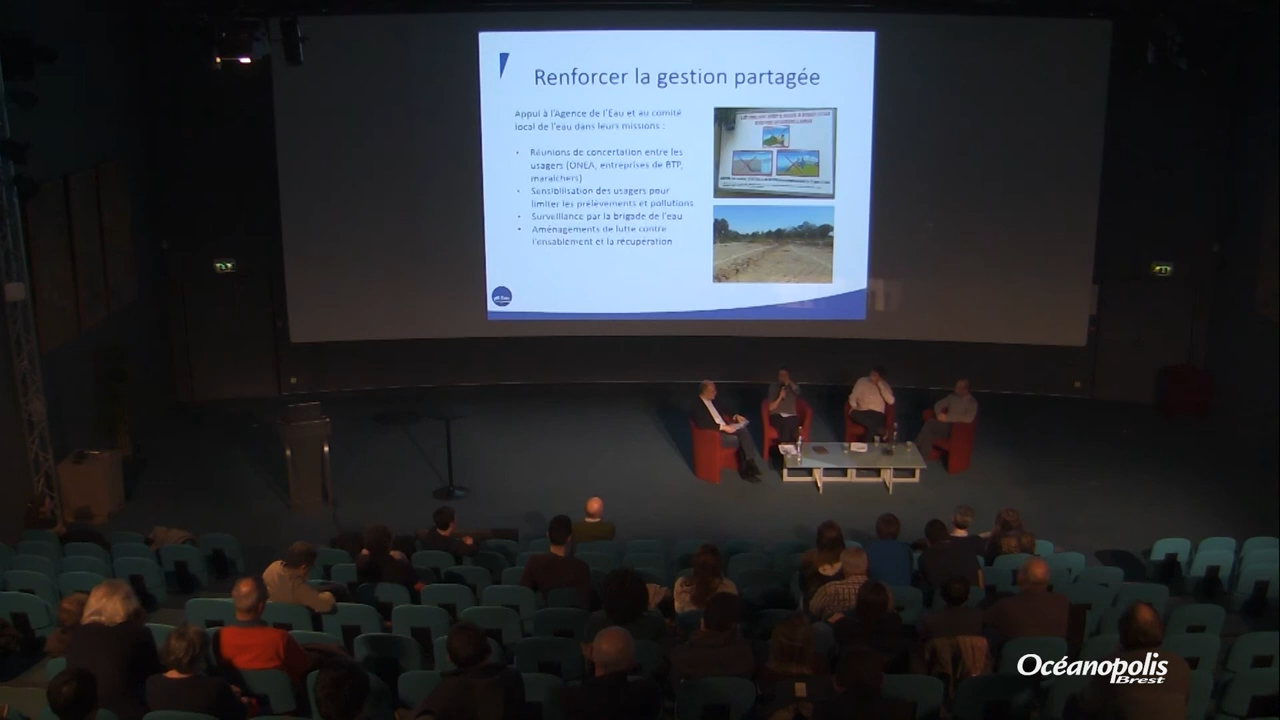 Renforcer la gestion partagée
Appui à l'Agence de l'Eau et au comité
local de l'eau dans leurs missions :
• Réunions de concertation entre les
usagers (ONEA, entreprises de BTP,
maraîchers)
• Sensibilisation des usagers pour
limiter les prélèvements et pollutions
• Surveillance par la brigade de l'eau
• Aménagements de lutte contre
l'ensablement et la récupération
Océanopolis
Brest